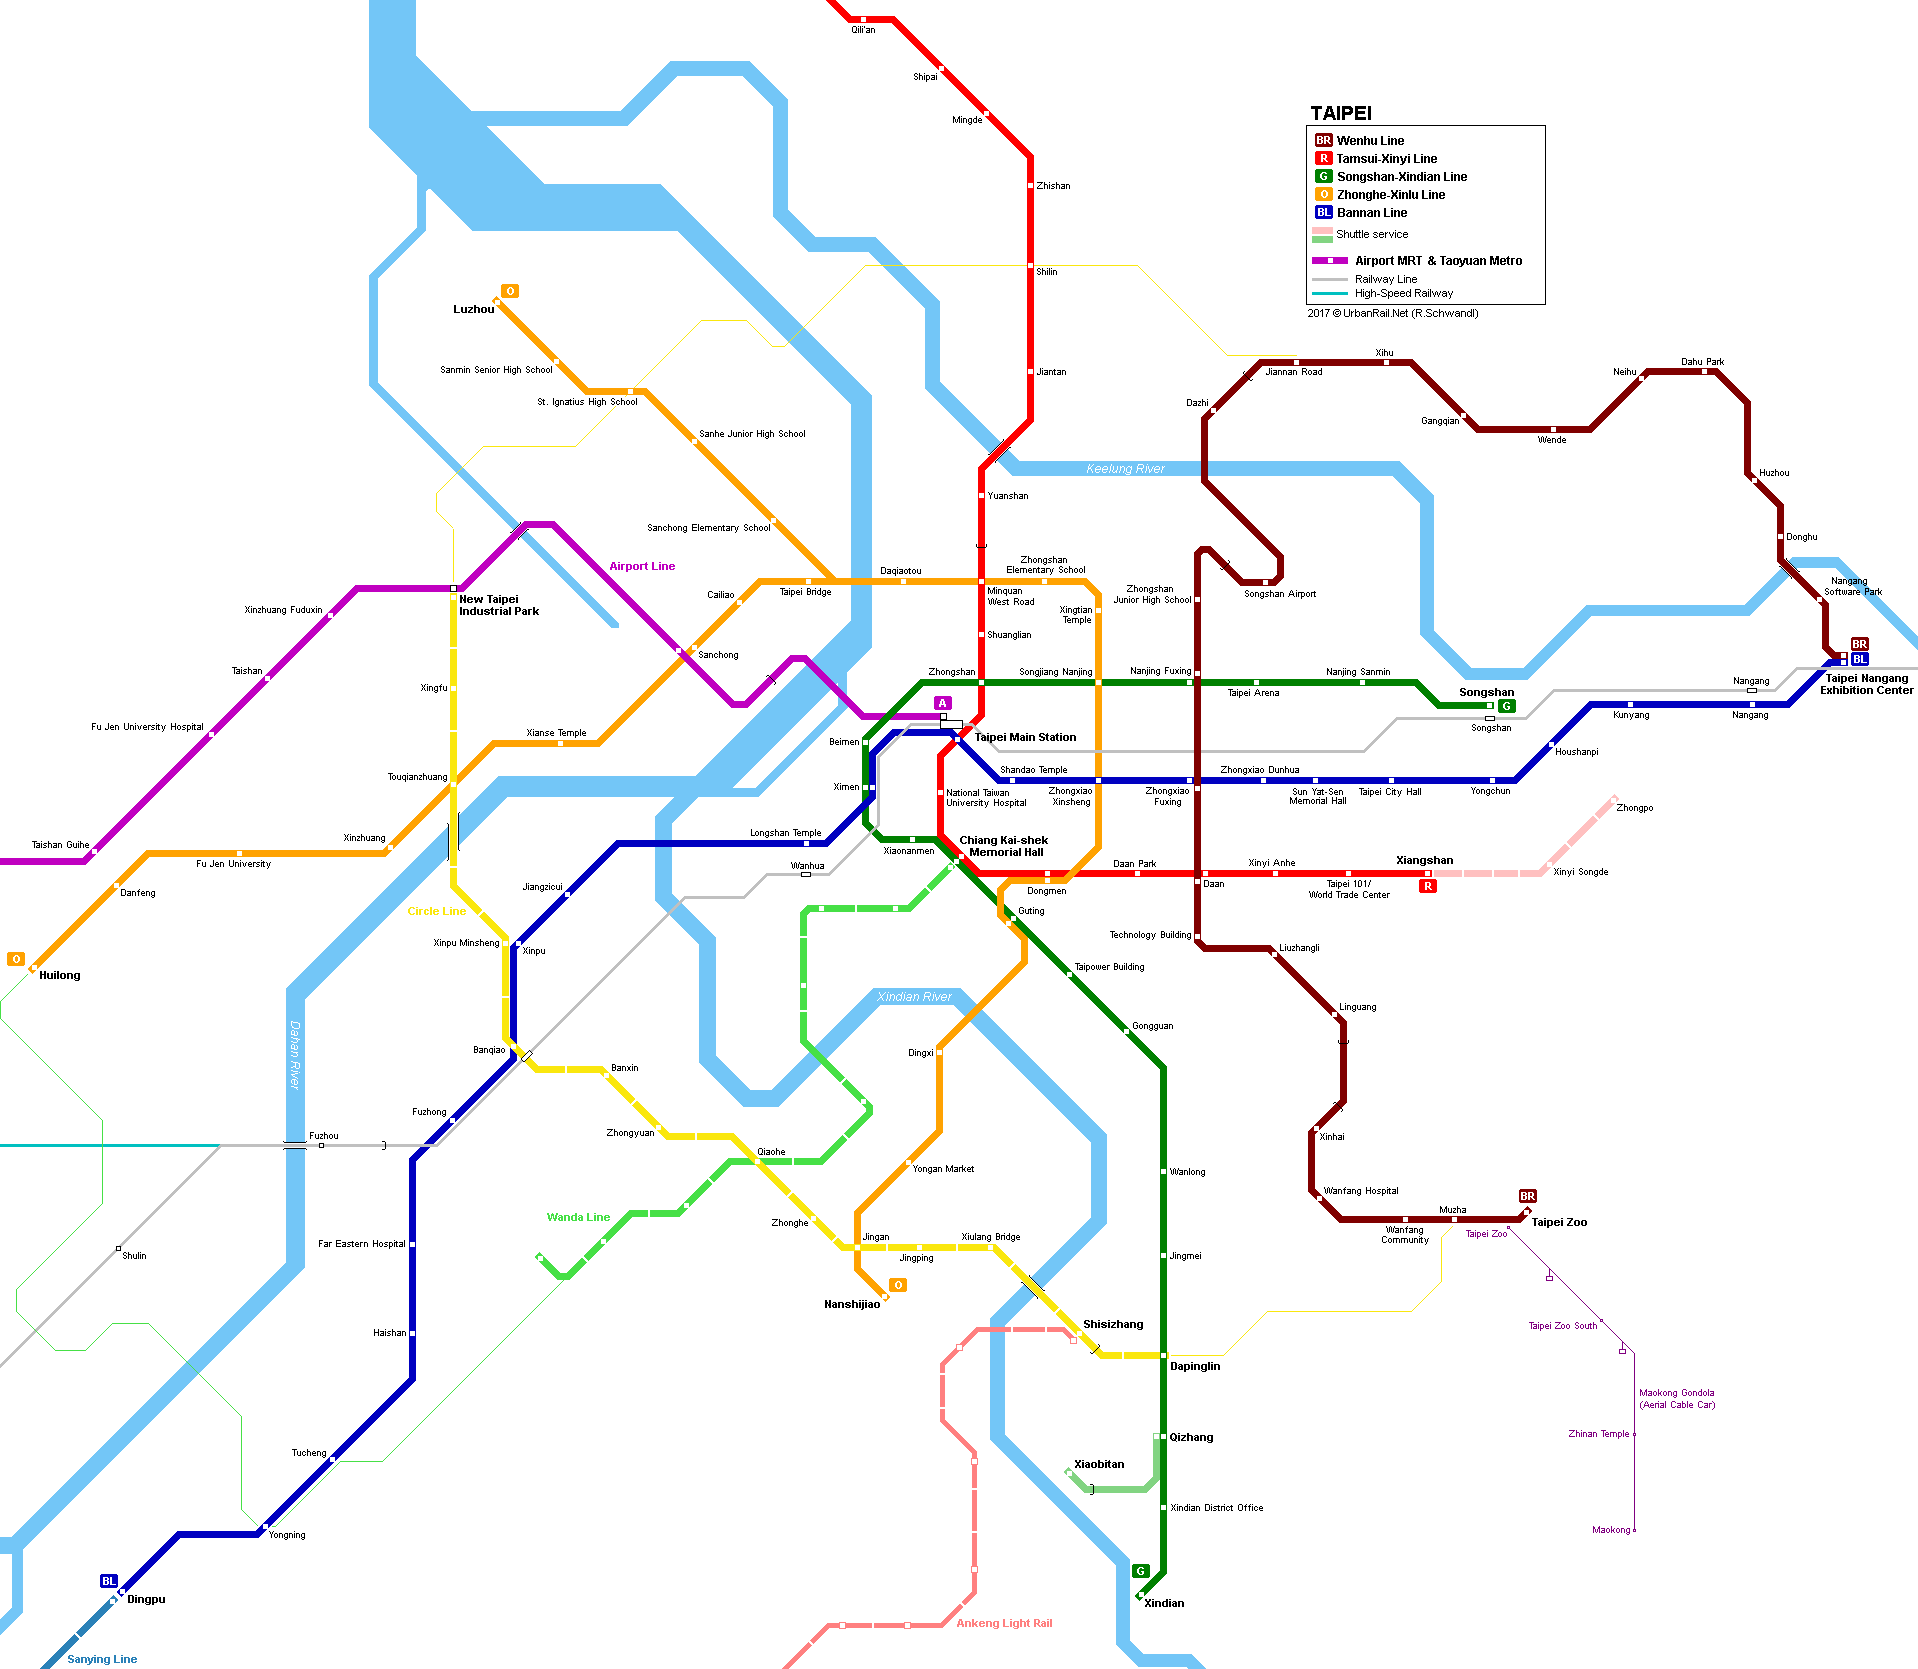 Qili'an
Shipai
Mingde
Zhishan
Shilin
Jiantan
TAIPEI
BR Wenhu Line
R Tamsui-Xinyi Line
G Songshan-Xindian Line
O Zhonghe-Xinlu Line
BL Bannan Line
Shuttle service
Airport MRT & Taoyuan Metro
Railway Line
High-Speed Railway
2017 © UrbanRail.Net (R.Schwandl)
O
Luzhou
Sanmin Senior High School
St. Ignatius High School
Sanhe Junior High School
Sanchong Elementary School
Xihu
Jiannan Road
Dazhi
Gangqian
Wende
Neihu
Dahu Park
Huzhou
Donghu
Nangang
Software Park
BR
BL
Taipei Nangang
Exhibition Center
Keelung River
Yuanshan
Airport Line
New Taipei
Industrial Park
Xinzhuang Fuduxin
Taishan
Fu Jen University Hospital
Taishan Guihe
Cailiao
Taipei Bridge
Daqiaotou
Minquan
West Road
Zhongshan
Elementary School
Xingtian
Temple
Zhongshan
Junior High School
Songshan Airport
Shuanglian
Sanchong
Xingfu
Xianse Temple
Touqianzhuang
Xinzhuang
Fu Jen University
Danfeng
O
Huilong
Zhongshan
Songjiang Nanjing
Nanjing Fuxing
Taipei Arena
Nanjing Sanmin
Songshan
G
Songshan
Nangang
Nangang
Kunyang
Houshanpi
A
Taipei Main Station
Beimen
Ximen
Shandao Temple
National Taiwan
University Hospital
Zhongxiao
Xinsheng
Zhongxiao
Fuxing
Zhongxiao Dunhua
Sun Yat-Sen
Memorial Hall
Taipei City Hall
Yongchun
Zhongpo
Xinyi Songde
Longshan Temple
Wanhua
Xiaonanmen
Chiang Kai-shek
Memorial Hall
Daan Park
Xinyi Anhe
Xiangshan
R
Dongmen
Daan
Taipei 101/
World Trade Center
Jiangzicui
Circle Line
Xinpu Minsheng
Xinpu
Guting
Technology Building
Liuzhangli
Taipower Building
Linguang
Xindian River
Gongguan
Dahan River
Banqiao
Banxin
Dingxi
Fuzhong
Fuzhou
Zhongyuan
Qiaohe
Yongan Market
Wanlong
Xinhai
Wanfang Hospital
Wanfang
Community
Muzha
BR
Taipei Zoo
Taipei Zoo
Wanda Line
Zhonghe
Jingan
Jingping
Xiulang Bridge
Far Eastern Hospital
Shulin
Jingmei
O
Nanshijiao
Shisizhang
Dapinglin
Haishan
Taipei Zoo South
Maokong Gondola
(Aerial Cable Car)
Zhinan Temple
Maokong
Qizhang
Xiaobitan
Tucheng
Xindian District Office
Yongning
BL
Dingpu
G
Xindian
Ankeng Light Rail
Sanying Line